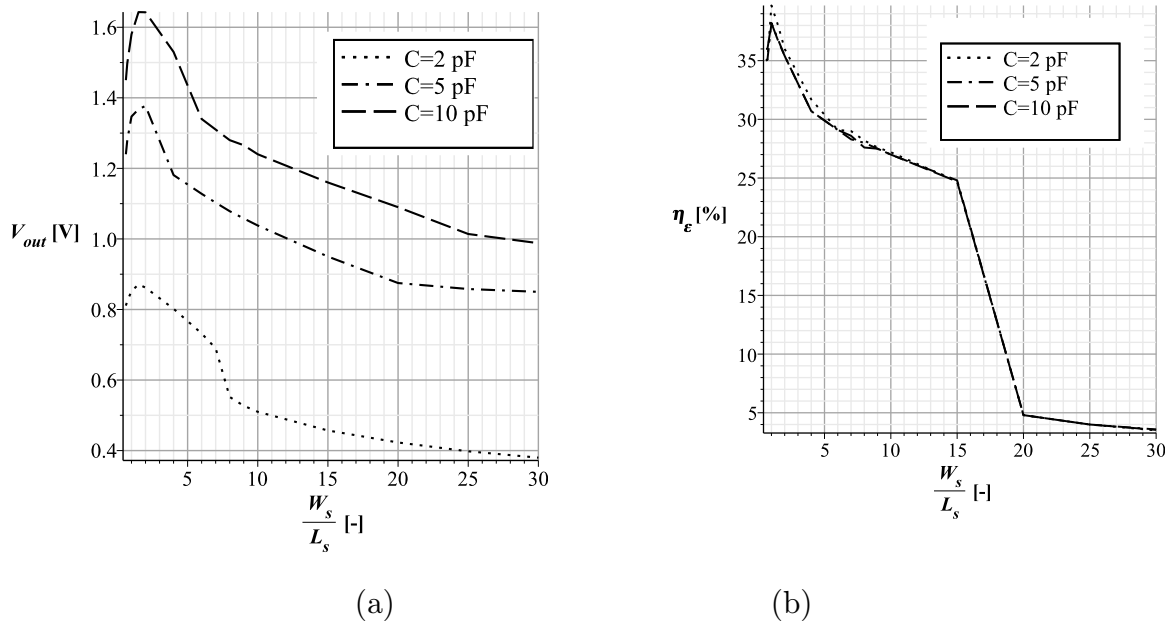 1.6
1.4
1.2
1.0
0.8
0.6
0.4
V_out [V]
C=2 pF
C=5 pF
C=10 pF
5 10 15 20 25 30
W_s
L_s [-]
(a)
35
30
25
20
15
10
5
η_ε [%]
C=2 pF
C=5 pF
C=10 pF
5 10 15 20 25 30
W_s
L_s [-]
(b)